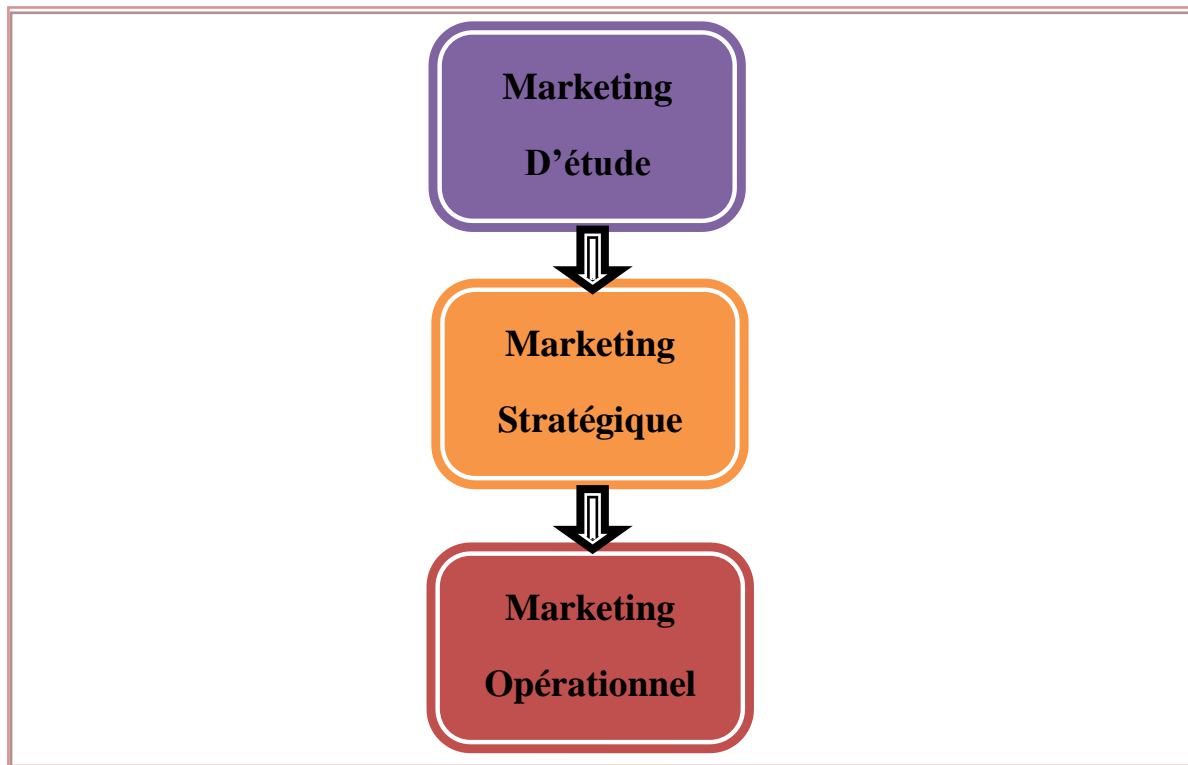 Marketing
D’étude
Marketing
Stratégique
Marketing
Opérationnel